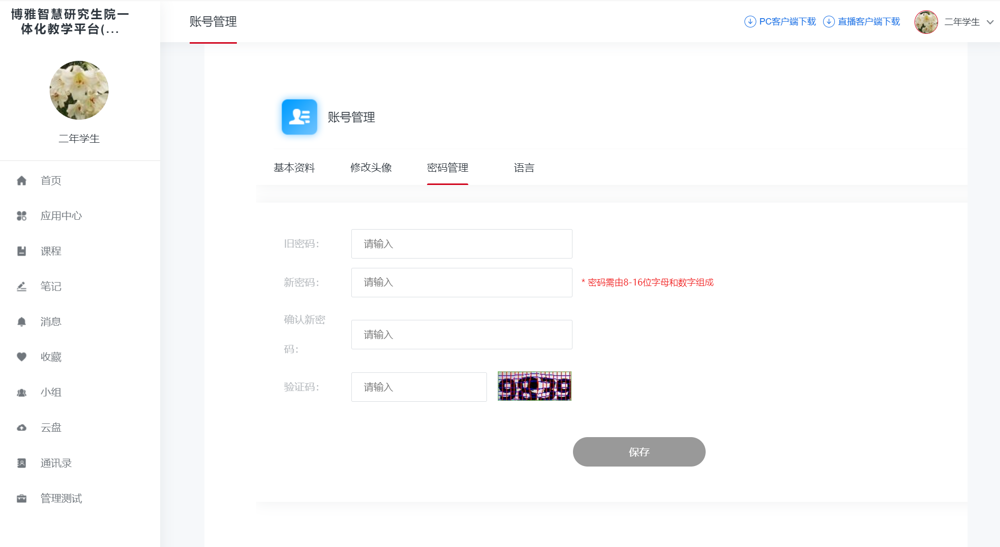 博雅智慧研究生院一
体化教学平台(...
二年学生
首页
应用中心
课程
笔记
消息
收藏
小组
云盘
通讯录
管理测试
账号管理
PC客户端下载
直播客户端下载
二年学生
账号管理
基本资料
修改头像
密码管理
语言
旧密码：
请输入
新密码：
请输入
* 密码需由8-16位字母和数字组成
确认新密
码：
请输入
验证码：
请输入
保存